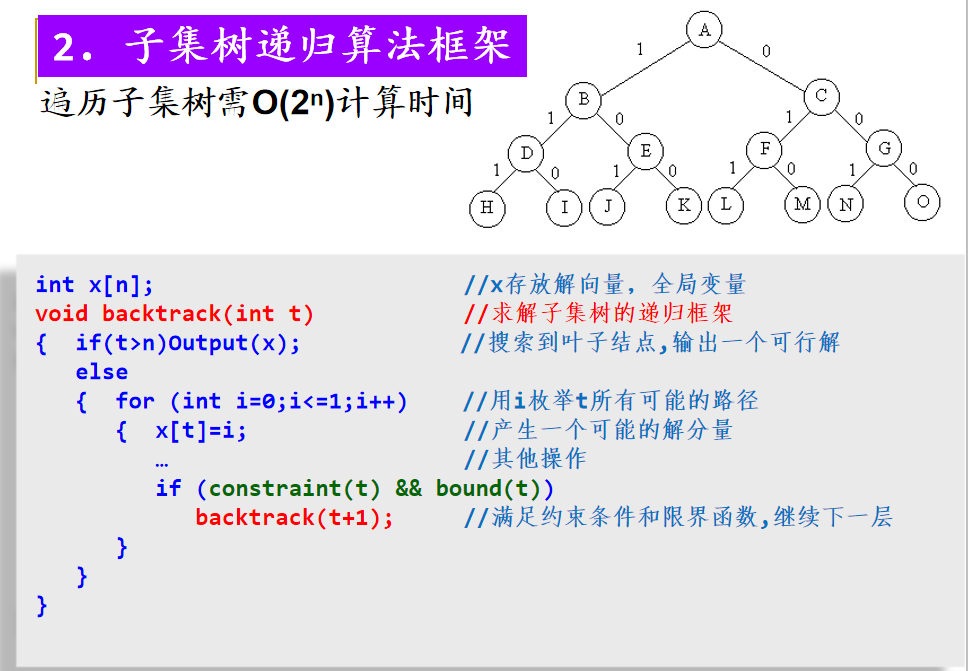 2. 子集树递归算法框架
遍历子集树需O(2ⁿ)计算时间
A
1 0
B C
1 0 1 0
D E F G
1 0 1 0 1 0 1 0
H I J K L M N O
int x[n]; //x存放解向量，全局变量
void backtrack(int t) //求解子集树的递归框架
{ if(t>n)Output(x); //搜索到叶子结点,输出一个可行解
else
{ for (int i=0;i<=1;i++) //用i枚举t所有可能的路径
{ x[t]=i; //产生一个可能的解分量
… //其他操作
if (constraint(t) && bound(t))
backtrack(t+1); //满足约束条件和限界函数,继续下一层
}
}
}